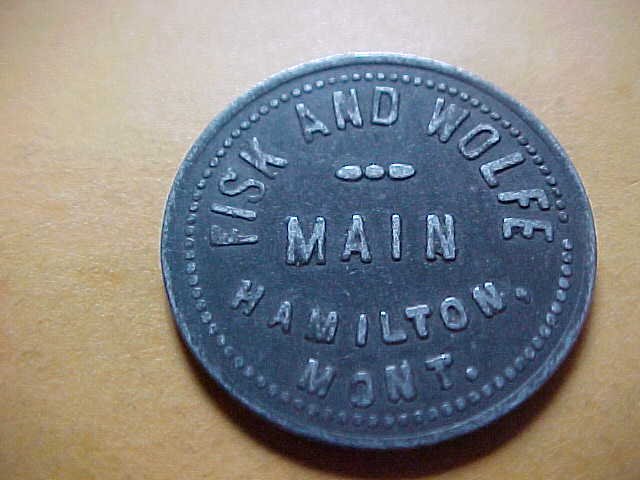 FISK AND WOLFE
MAIN
HAMILTON,
MONT.